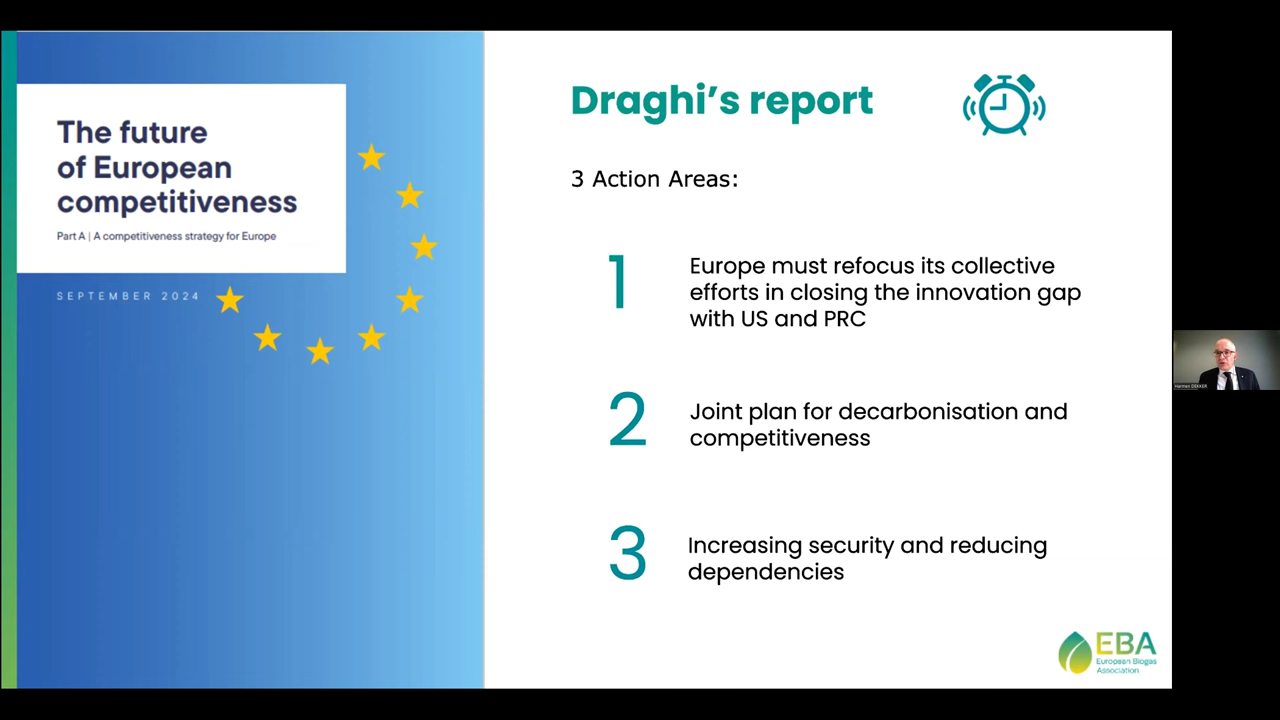 The future
of European
competitiveness
Part A | A competitiveness strategy for Europe
SEPTEMBER 2024
Draghi's report
3 Action Areas:
1
Europe must refocus its collective
efforts in closing the innovation gap
with US and PRC
2
Joint plan for decarbonisation and
competitiveness
3
Increasing security and reducing
dependencies
EBA
European Biogas
Association
Harmen DEKKER